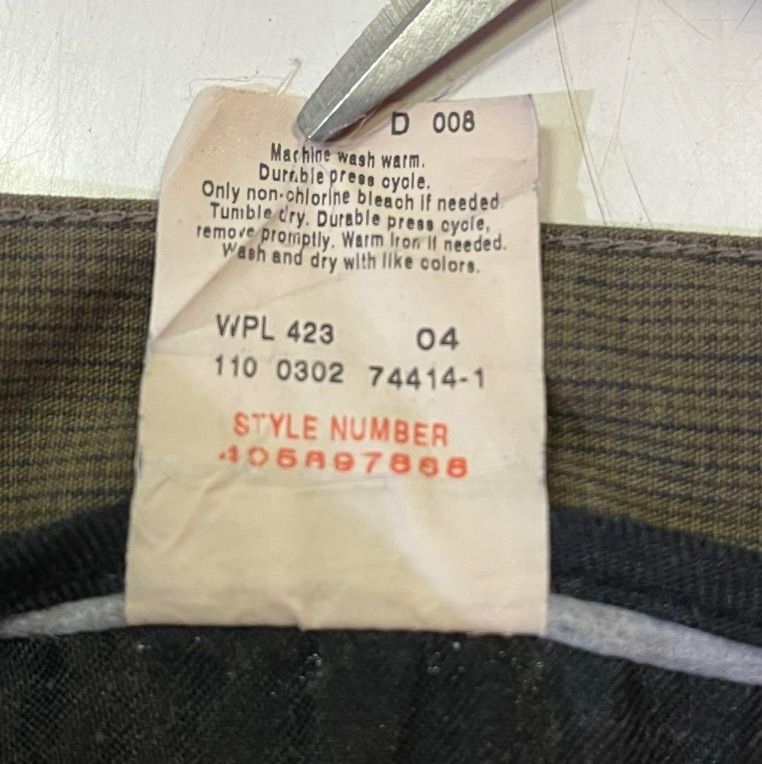 D 008
Machine wash warm.
Durable press cycle.
Only non-chlorine bleach if needed
Tumble dry. Durable press cycle,
remove promptly. Warm iron if needed.
Wash and dry with like colors.
WPL 423 04
110 0302 74414-1
STYLE NUMBER